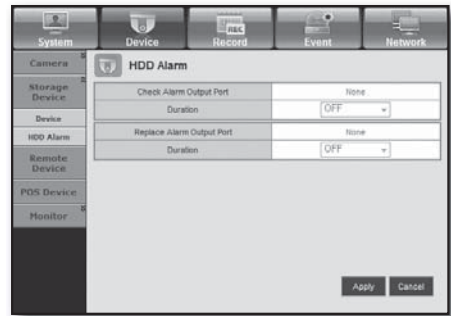 System Device Record Event Network
REC
Camera
Storage Device
Device
HDD Alarm
Remote Device
POS Device
Monitor
HDD Alarm
Check Alarm Output Port None
Duration OFF
Replace Alarm Output Port None
Duration OFF
Apply Cancel